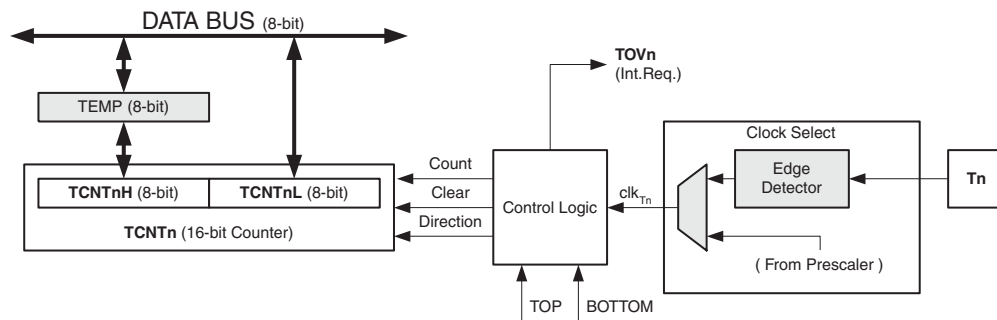 DATA BUS (8-bit)
TOVn
(Int.Req.)
TEMP (8-bit)
Clock Select
Count
Edge
Detector
TCNTnH (8-bit)
TCNTnL (8-bit)
Clear
Control Logic
clkTn
Tn
TCNTn (16-bit Counter)
Direction
( From Prescaler )
TOP
BOTTOM